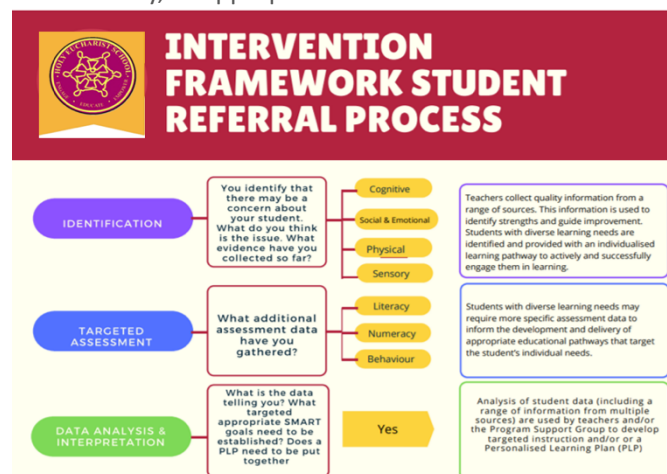 INTERVENTION
FRAMEWORK STUDENT
REFERRAL PROCESS
HOLY EUCHARIST SCHOOL
EDUCATE
IDENTIFICATION
You identify that
there may be a
concern about
your student.
What do you think
is the issue. What
evidence have you
collected so far?
Cognitive
Social & Emotional
Physical
Sensory
Teachers collect quality information from a
range of sources. This information is used to
identify strengths and guide improvement.
Students with diverse learning needs are
identified and provided with an individualised
learning pathway to actively and successfully
engage them in learning.
TARGETED
ASSESSMENT
What additional
assessment data
have you
gathered?
Literacy
Numeracy
Behaviour
Students with diverse learning needs may
require more specific assessment data to
inform the development and delivery of
appropriate educational pathways that target
the student's individual needs.
DATA ANALYSIS &
INTERPRETATION
What is the data
telling you? What
targeted
appropriate SMART
goals need to be
established? Does a
PLP need to be put
together
Yes
Analysis of student data (including a
range of information from multiple
sources) are used by teachers and/or
the Program Support Group to develop
targeted instruction and/or or a
Personalised Learning Plan (PLP)